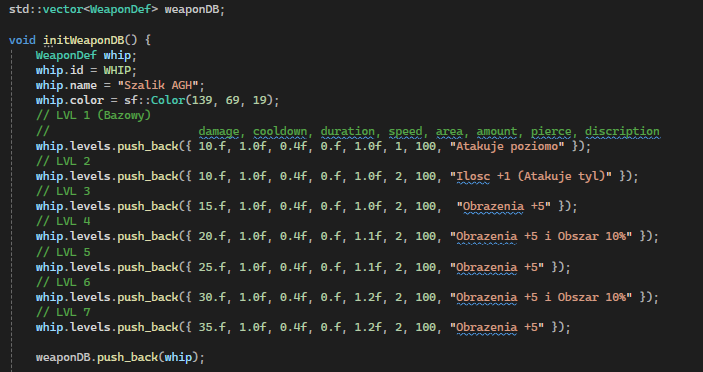 std::vector<WeaponDef> weaponDB;
void initWeaponDB() {
WeaponDef whip;
whip.id = WHIP;
whip.name = "Szalik AGH";
whip.color = sf::Color(139, 69, 19);
// LVL 1 (Bazowy)
// damage, cooldown, duration, speed, area, amount, pierce, discription
whip.levels.push_back({ 10.f, 1.0f, 0.4f, 0.f, 1.0f, 1, 100, "Atakuje poziomo" });
// LVL 2
whip.levels.push_back({ 10.f, 1.0f, 0.4f, 0.f, 1.0f, 2, 100, "Ilosc +1 (Atakuje tyl)" });
// LVL 3
whip.levels.push_back({ 15.f, 1.0f, 0.4f, 0.f, 1.0f, 2, 100, "Obrazenia +5" });
// LVL 4
whip.levels.push_back({ 20.f, 1.0f, 0.4f, 0.f, 1.1f, 2, 100, "Obrazenia +5 i Obszar 10%" });
// LVL 5
whip.levels.push_back({ 25.f, 1.0f, 0.4f, 0.f, 1.1f, 2, 100, "Obrazenia +5" });
// LVL 6
whip.levels.push_back({ 30.f, 1.0f, 0.4f, 0.f, 1.2f, 2, 100, "Obrazenia +5 i Obszar 10%" });
// LVL 7
whip.levels.push_back({ 35.f, 1.0f, 0.4f, 0.f, 1.2f, 2, 100, "Obrazenia +5" });
weaponDB.push_back(whip);